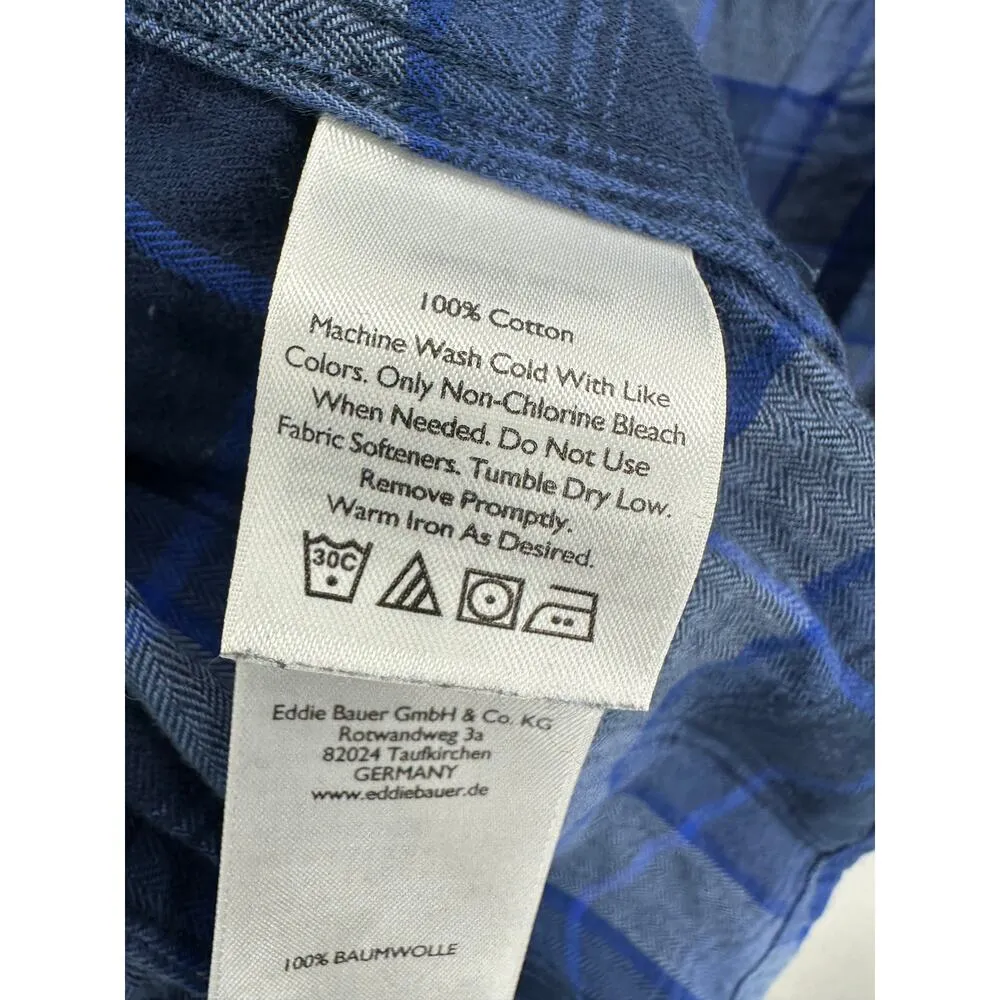 100% Cotton
Machine Wash Cold With Like
Colors. Only Non-Chlorine Bleach
When Needed. Do Not Use
Fabric Softeners. Tumble Dry Low.
Remove Promptly.
Warm Iron As Desired.
30C
Eddie Bauer GmbH & Co. KG
Rotwandweg 3a
82024 Taufkirchen
GERMANY
www.eddiebauer.de
100% BAUMWOLLE